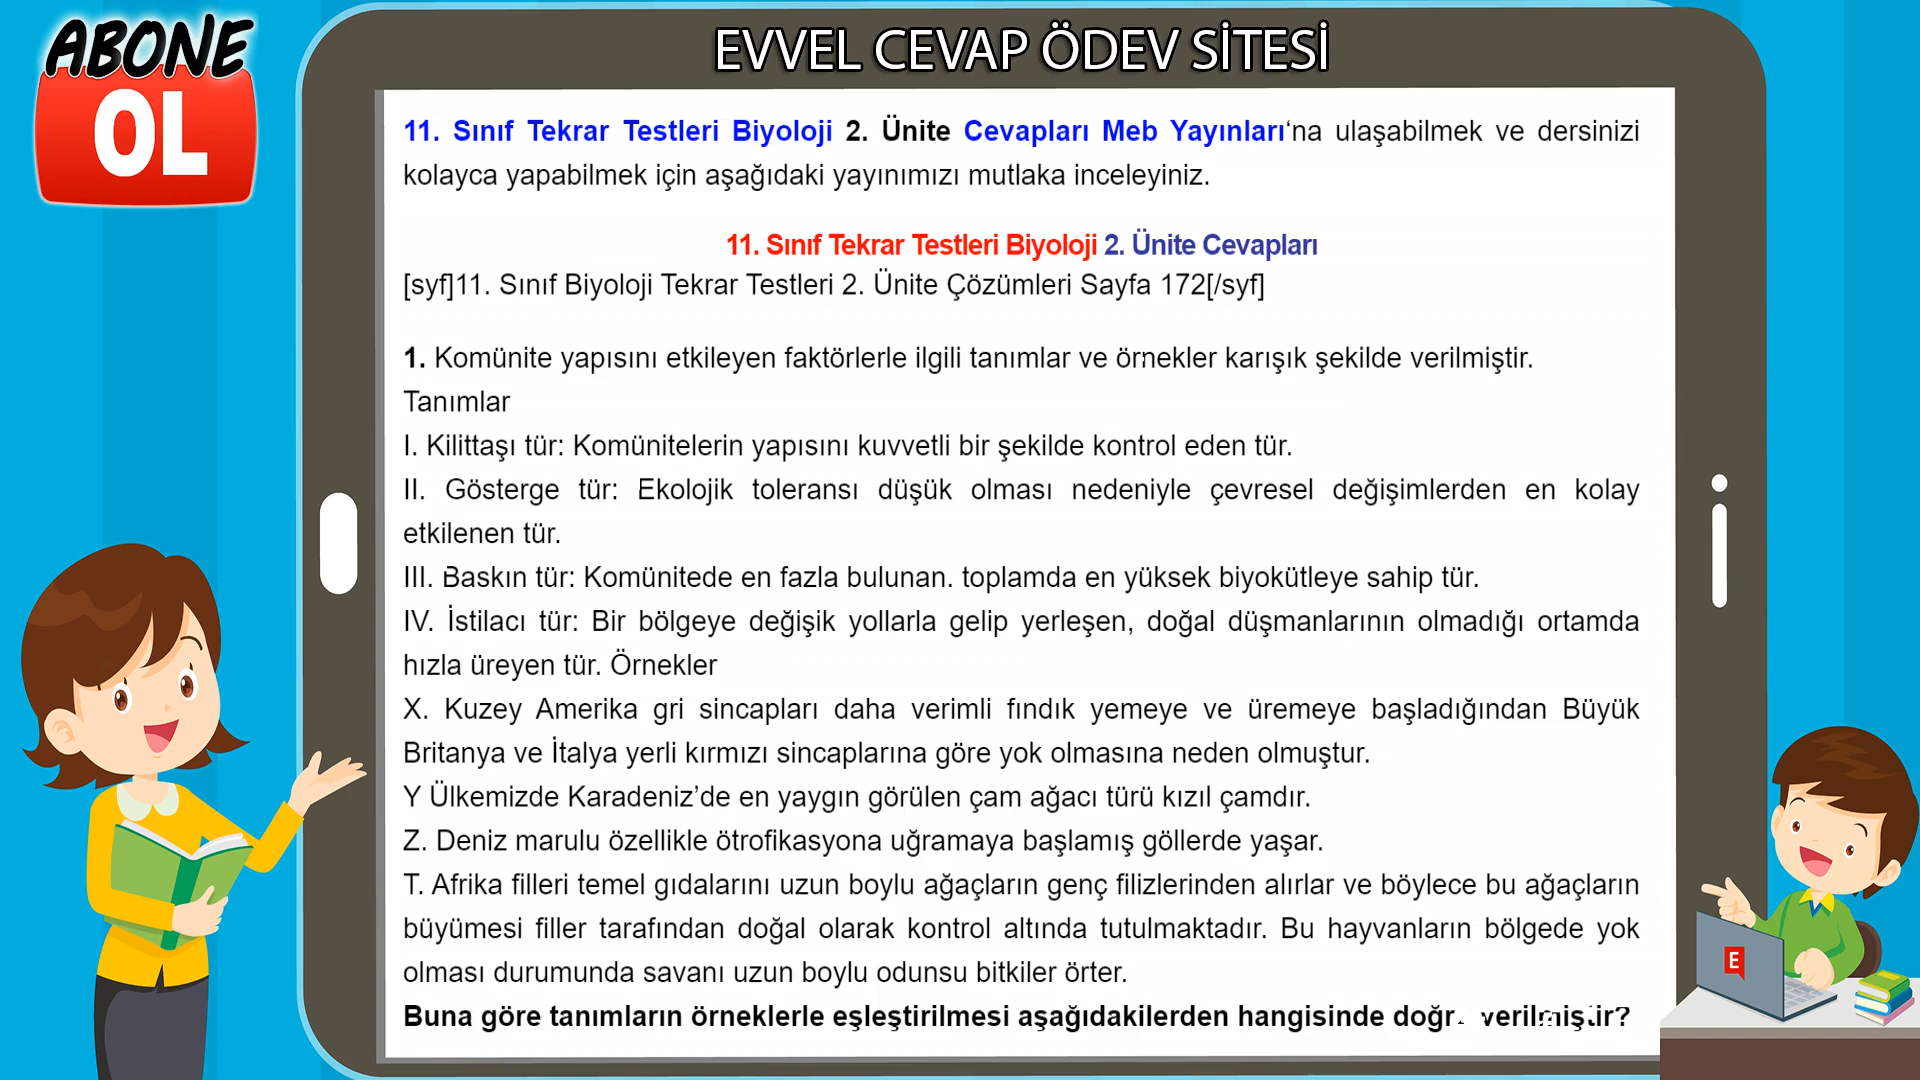 ABONE
OL
EVVEL CEVAP ÖDEV SİTESİ
11. Sınıf Tekrar Testleri Biyoloji 2. Ünite Cevapları Meb Yayınları‘na ulaşabilmek ve dersinizi
kolayca yapabilmek için aşağıdaki yayınımızı mutlaka inceleyiniz.
11. Sınıf Tekrar Testleri Biyoloji 2. Ünite Cevapları
[syf]11. Sınıf Biyoloji Tekrar Testleri 2. Ünite Çözümleri Sayfa 172[/syf]
1. Komünite yapısını etkileyen faktörlerle ilgili tanımlar ve örnekler karışık şekilde verilmiştir.
Tanımlar
I. Kilittaşı tür: Komünitelerin yapısını kuvvetli bir şekilde kontrol eden tür.
II. Gösterge tür: Ekolojik toleransı düşük olması nedeniyle çevresel değişimlerden en kolay
etkilenen tür.
III. Baskın tür: Komünitede en fazla bulunan. toplamda en yüksek biyokütleye sahip tür.
IV. İstilacı tür: Bir bölgeye değişik yollarla gelip yerleşen, doğal düşmanlarının olmadığı ortamda
hızla üreyen tür. Örnekler
X. Kuzey Amerika gri sincapları daha verimli fındık yemeye ve üremeye başladığından Büyük
Britanya ve İtalya yerli kırmızı sincaplarına göre yok olmasına neden olmuştur.
Y Ülkemizde Karadeniz’de en yaygın görülen çam ağacı türü kızıl çamdır.
Z. Deniz marulu özellikle ötrofikasyona uğramaya başlamış göllerde yaşar.
T. Afrika filleri temel gıdalarını uzun boylu ağaçların genç filizlerinden alırlar ve böylece bu ağaçların
büyümesi filler tarafından doğal olarak kontrol altında tutulmaktadır. Bu hayvanların bölgede yok
olması durumunda savanı uzun boylu odunsu bitkiler örter.
Buna göre tanımların örneklerle eşleştirilmesi aşağıdakilerden hangisinde doğru verilmiştir?
E